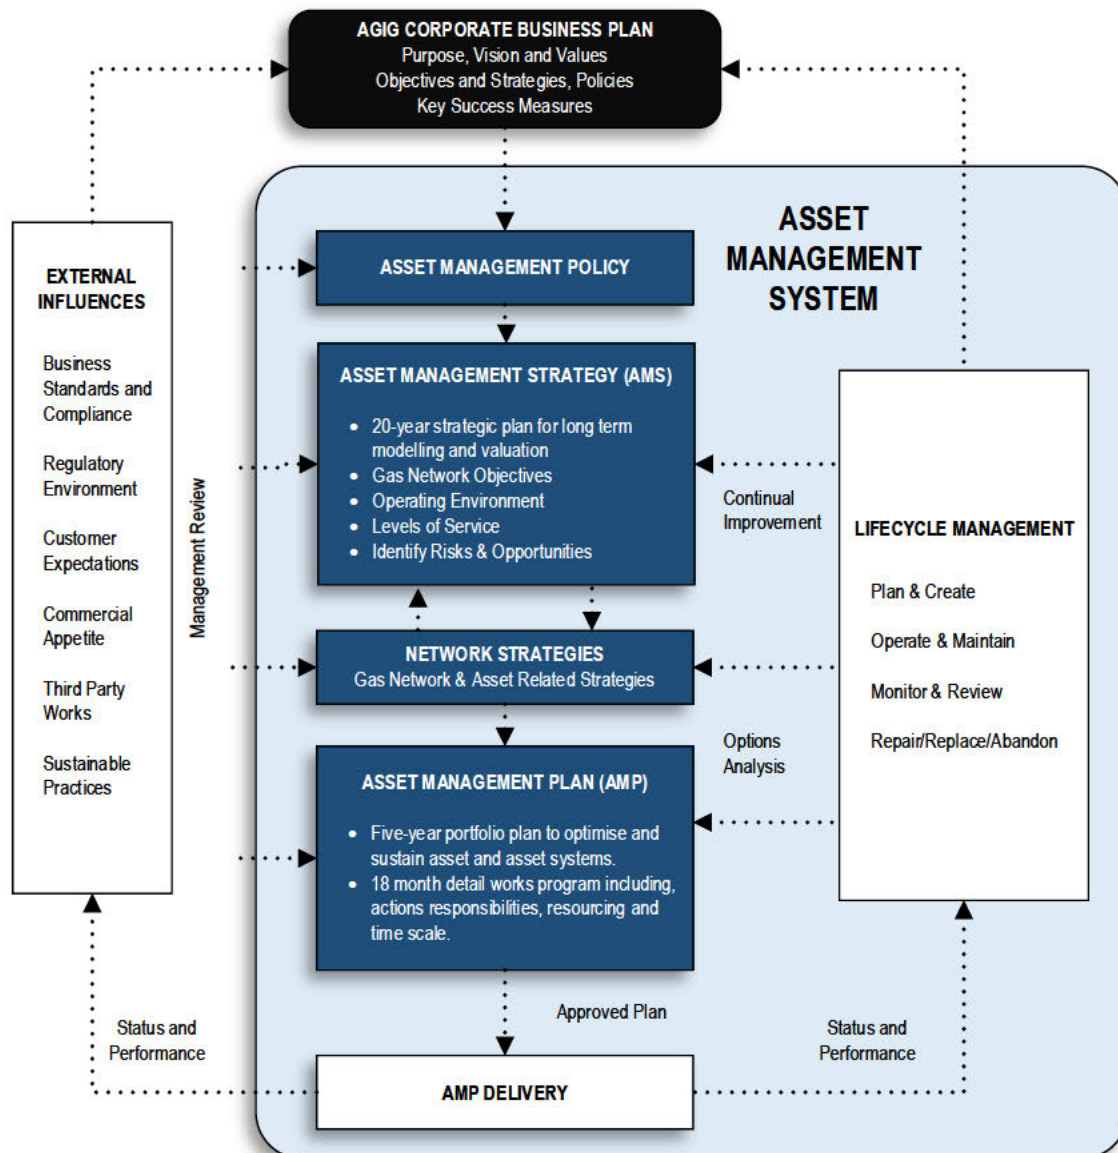 AGIG CORPORATE BUSINESS PLAN
Purpose, Vision and Values
Objectives and Strategies, Policies
Key Success Measures
ASSET
MANAGEMENT
SYSTEM
EXTERNAL
INFLUENCES
Business
Standards and
Compliance
Regulatory
Environment
Customer
Expectations
Commercial
Appetite
Third Party
Works
Sustainable
Practices
Management Review
ASSET MANAGEMENT POLICY
ASSET MANAGEMENT STRATEGY (AMS)
• 20-year strategic plan for long term
modelling and valuation
• Gas Network Objectives
• Operating Environment
• Levels of Service
• Identify Risks & Opportunities
NETWORK STRATEGIES
Gas Network & Asset Related Strategies
ASSET MANAGEMENT PLAN (AMP)
• Five-year portfolio plan to optimise and
sustain asset and asset systems.
• 18 month detail works program including,
actions responsibilities, resourcing and
time scale.
Continual
Improvement
Options
Analysis
LIFECYCLE MANAGEMENT
Plan & Create
Operate & Maintain
Monitor & Review
Repair/Replace/Abandon
Approved Plan
Status and
Performance
AMP DELIVERY
Status and
Performance